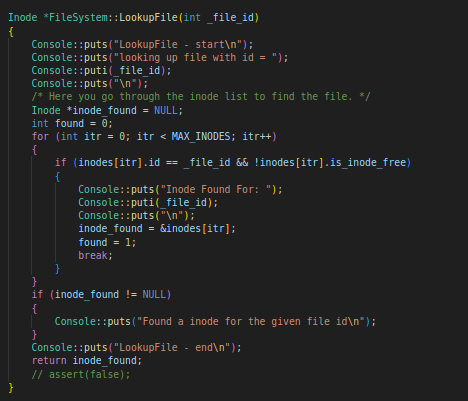 Inode *FileSystem::LookupFile(int _file_id)
{
    Console::puts("LookupFile - start\n");
    Console::puts("looking up file with id = ");
    Console::puti(_file_id);
    Console::puts("\n");
    /* Here you go through the inode list to find the file. */
    Inode *inode_found = NULL;
    int found = 0;
    for (int itr = 0; itr < MAX_INODES; itr++)
    {
        if (inodes[itr].id == _file_id && !inodes[itr].is_inode_free)
        {
            Console::puts("Inode Found For: ");
            Console::puti(_file_id);
            Console::puts("\n");
            inode_found = &inodes[itr];
            found = 1;
            break;
        }
    }
    if (inode_found != NULL)
    {
        Console::puts("Found a inode for the given file id\n");
    }
    Console::puts("LookupFile - end\n");
    return inode_found;
    // assert(false);
}